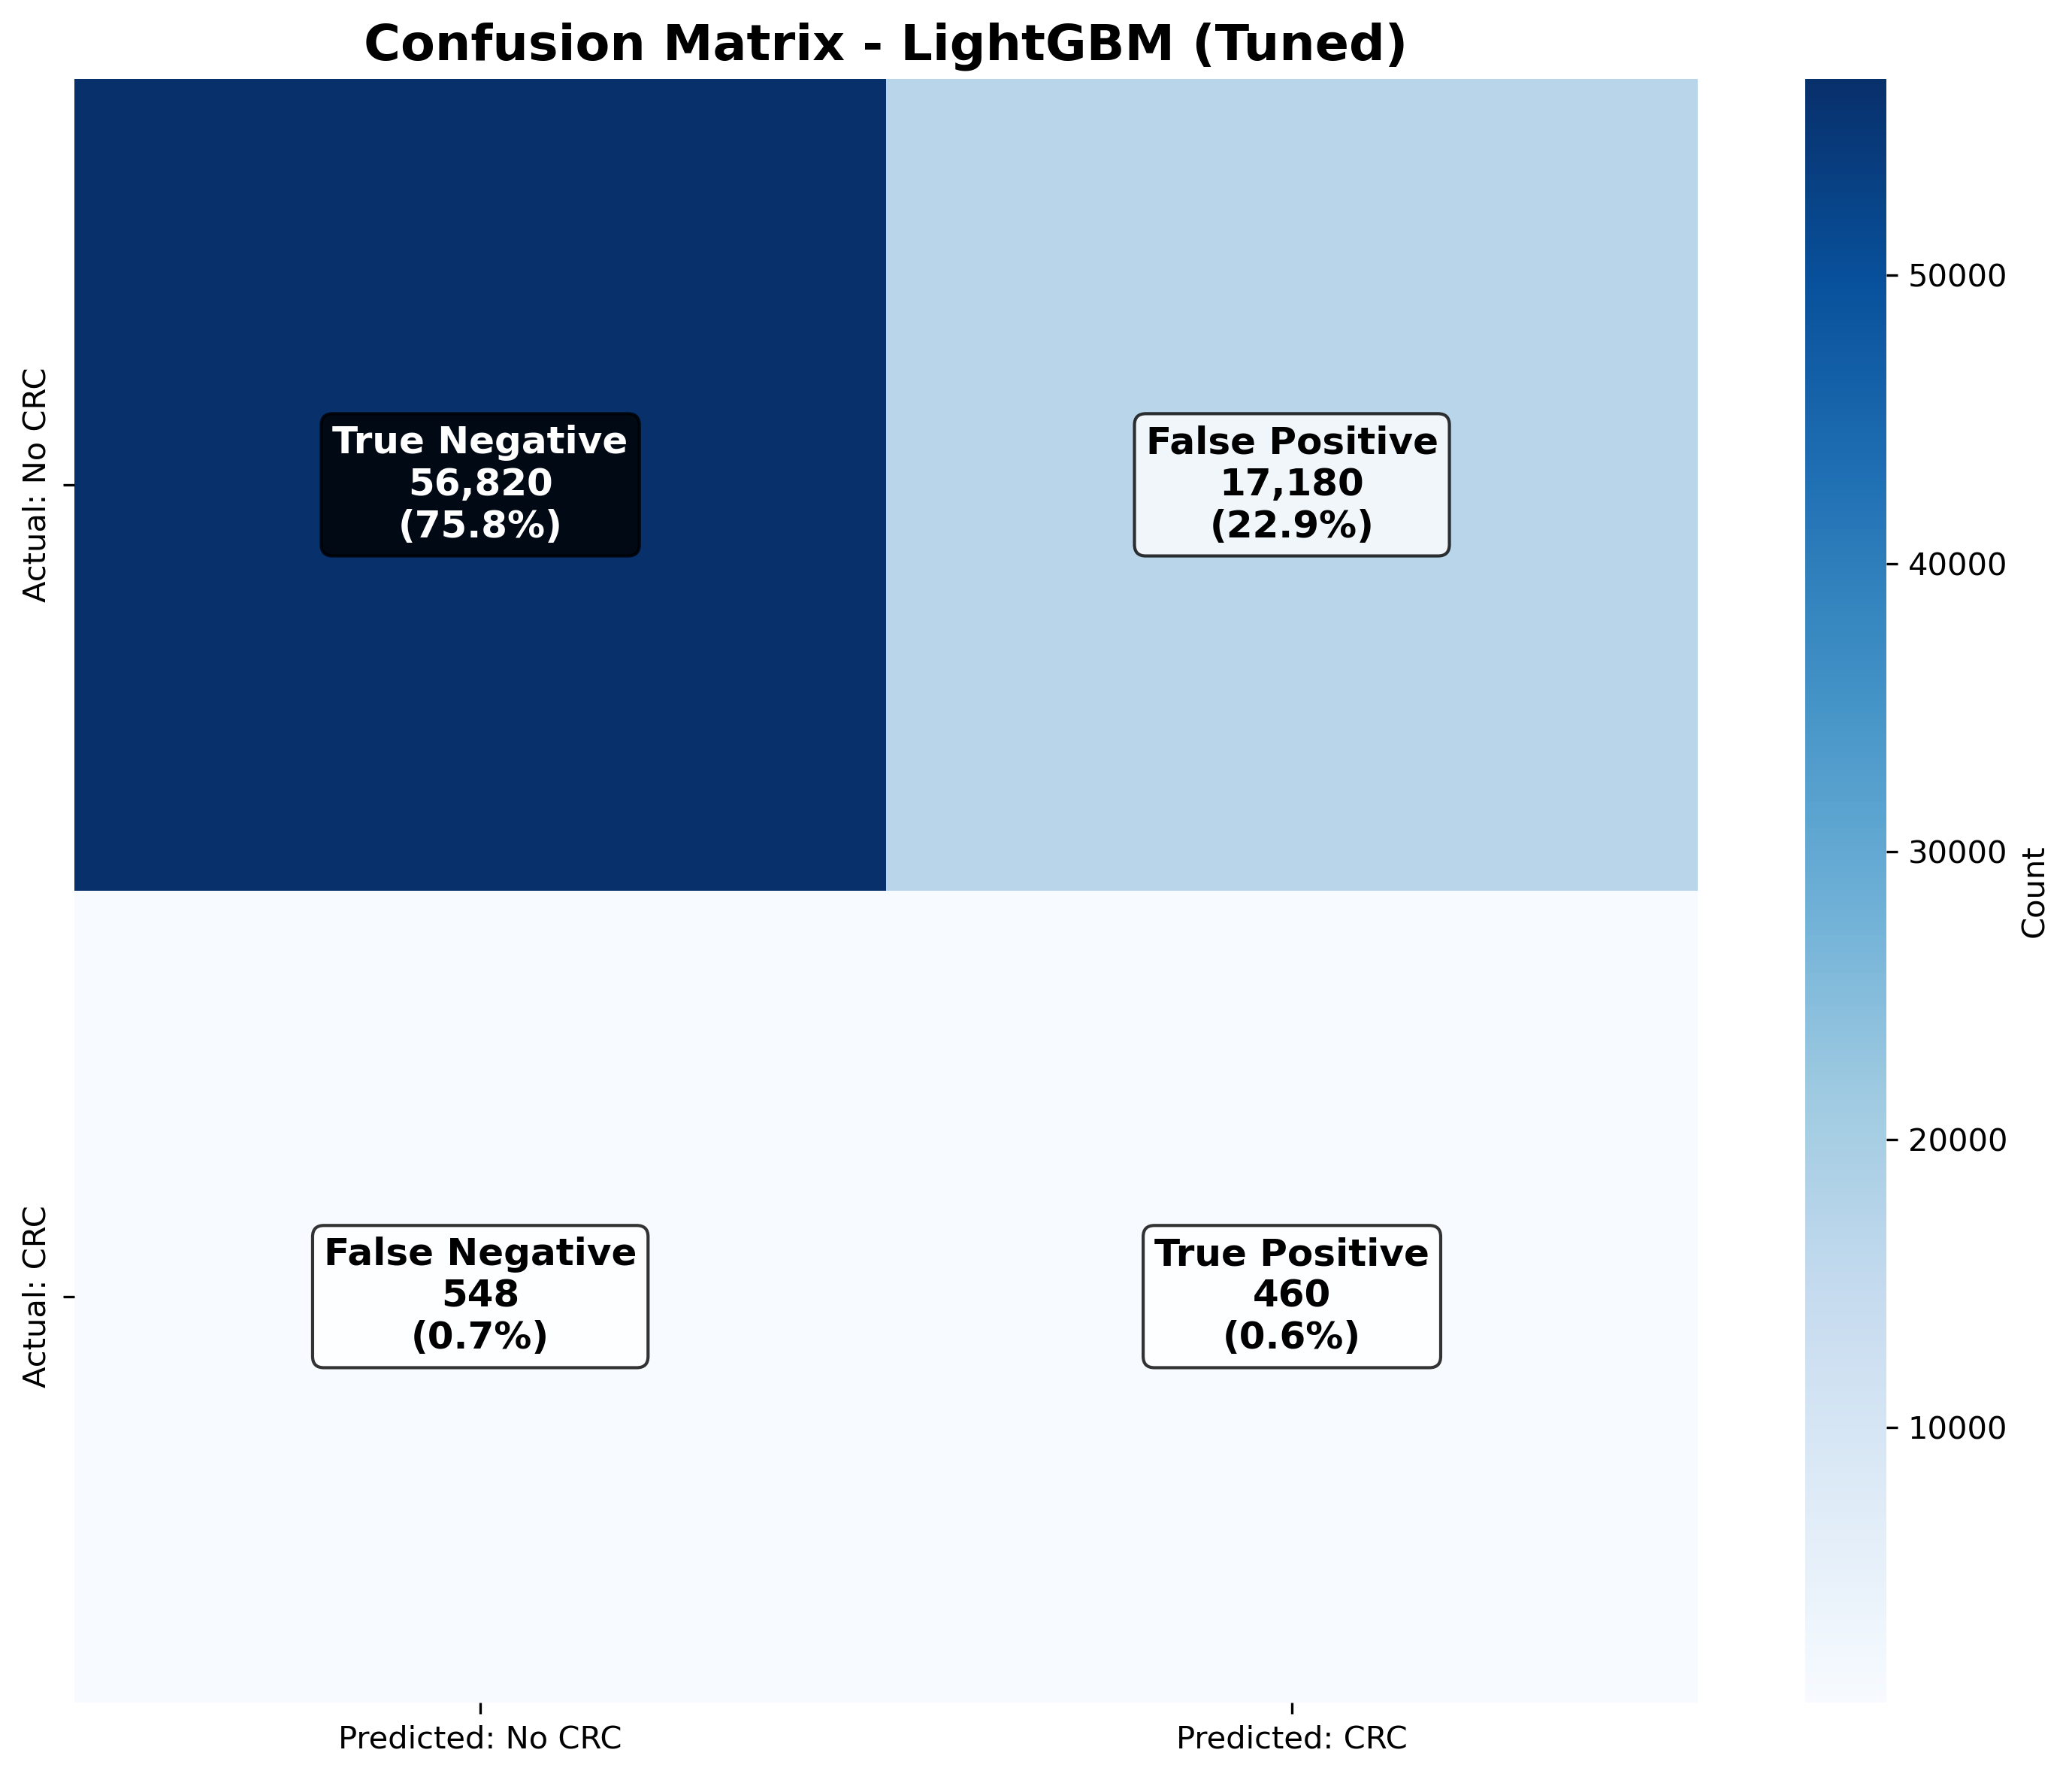 Confusion Matrix - LightGBM (Tuned)
Actual: No CRC
True Negative
56,820
(75.8%)
False Positive
17,180
(22.9%)
Actual: CRC
False Negative
548
(0.7%)
True Positive
460
(0.6%)
Predicted: No CRC
Predicted: CRC
50000
40000
30000
20000
10000
Count